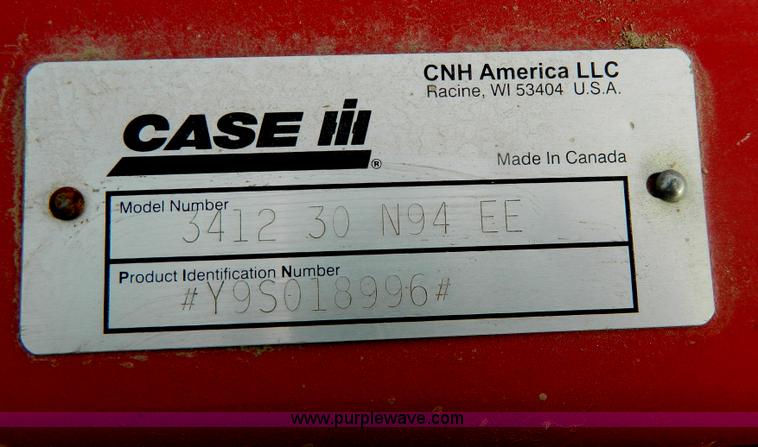 CNH America LLC
Racine, WI 53404 U.S.A.
CASE IH ®
Made In Canada
Model Number
3412 30 N94 EE
Product Identification Number
#Y9S018996#
www.purplewave.com